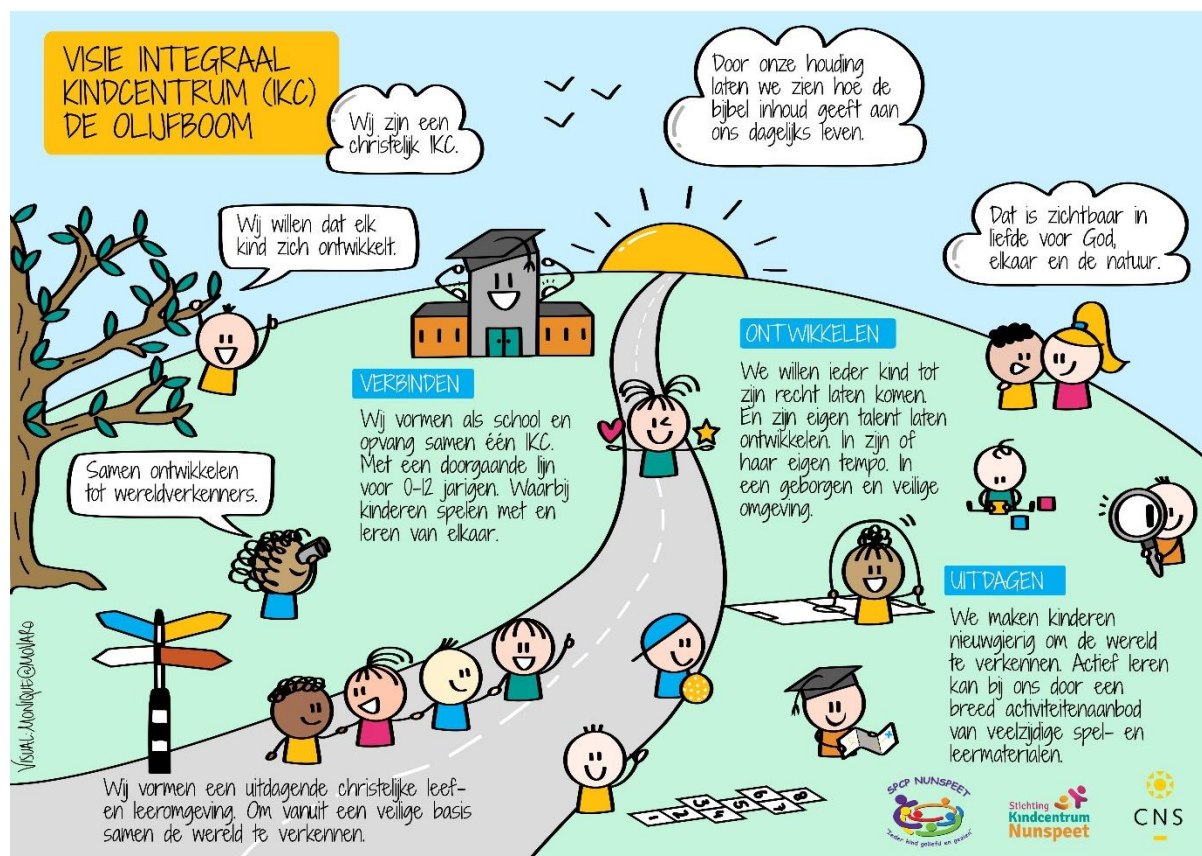 VISIE INTEGRAAL
KINDCENTRUM (IKC)
DE OLIJFBOOM
Wij zijn een
christelijk IKC.
Door onze houding
laten we zien hoe de
bijbel inhoud geeft aan
ons dagelijks leven.
Dat is zichtbaar in
liefde voor God,
elkaar en de natuur.
Wij willen dat elk
kind zich ontwikkelt.
Samen ontwikkelen
tot wereldverkenners.
VERBINDEN
Wij vormen als school en
opvang samen één IKC.
Met een doorgaande lijn
voor 0-12 jarigen. Waarbij
kinderen spelen met en
leren van elkaar.
ONTWIKKELEN
We willen ieder kind tot
zijn recht laten komen.
En zijn eigen talent laten
ontwikkelen. In zijn of
haar eigen tempo. In
een geborgen en veilige
omgeving.
UITDAGEN
We maken kinderen
nieuwgierig om de wereld
te verkennen. Actief leren
kan bij ons door een
breed activiteitenaanbod
van veelzijdige spel- en
leermaterialen.
Wij vormen een uitdagende christelijke leef-
en leeromgeving. Om vanuit een veilige basis
samen de wereld te verkennen.
VISUAL: MONIQUE@MOVARO
1 2 3 4 5 6 7 8
SPCP NUNSPEET
"Ieder kind geliefd en gezien"
Stichting
Kindcentrum
Nunspeet
CNS